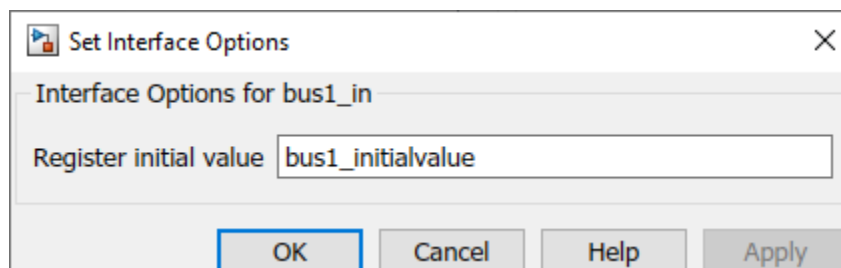 Set Interface Options
Interface Options for bus1_in
Register initial value bus1_initialvalue
OK Cancel Help Apply